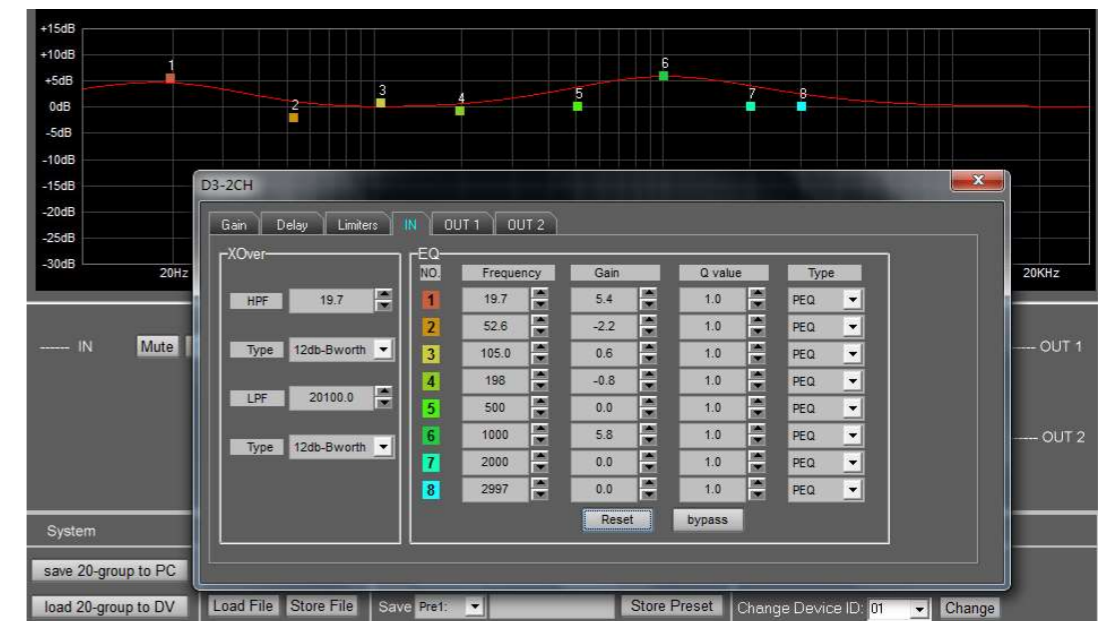 +15dB
+10dB
+5dB
0dB
-5dB
-10dB
-15dB
-20dB
-25dB
-30dB
1 2 3 4 5 6 7 8
20Hz
20KHz
D3-2CH
Gain Delay Limiters IN OUT 1 OUT 2
XOver
HPF 19.7
Type 12db-Bworth
LPF 20100.0
Type 12db-Bworth
EQ
NO. Frequency Gain Q value Type
1 19.7 5.4 1.0 PEQ
2 52.6 -2.2 1.0 PEQ
3 105.0 0.6 1.0 PEQ
4 198 -0.8 1.0 PEQ
5 500 0.0 1.0 PEQ
6 1000 5.8 1.0 PEQ
7 2000 0.0 1.0 PEQ
8 2997 0.0 1.0 PEQ
Reset bypass
IN Mute
OUT 1
OUT 2
System
save 20-group to PC
load 20-group to DV Load File Store File Save Pre1: Store Preset Change Device ID: 01 Change